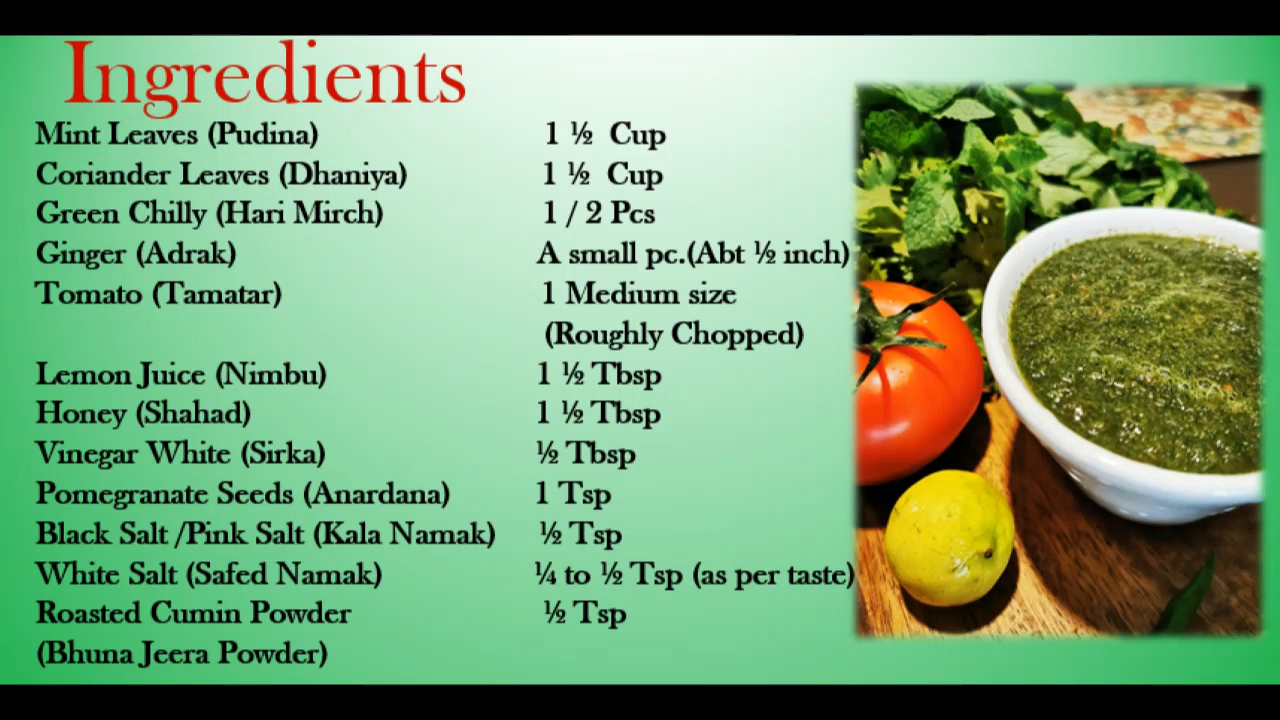 Ingredients
Mint Leaves (Pudina) 1 ½ Cup
Coriander Leaves (Dhaniya) 1 ½ Cup
Green Chilly (Hari Mirch) 1 / 2 Pcs
Ginger (Adrak) A small pc.(Abt ½ inch)
Tomato (Tamatar) 1 Medium size
(Roughly Chopped)
Lemon Juice (Nimbu) 1 ½ Tbsp
Honey (Shahad) 1 ½ Tbsp
Vinegar White (Sirka) ½ Tbsp
Pomegranate Seeds (Anardana) 1 Tsp
Black Salt /Pink Salt (Kala Namak) ½ Tsp
White Salt (Safed Namak) ¼ to ½ Tsp (as per taste)
Roasted Cumin Powder ½ Tsp
(Bhuna Jeera Powder)